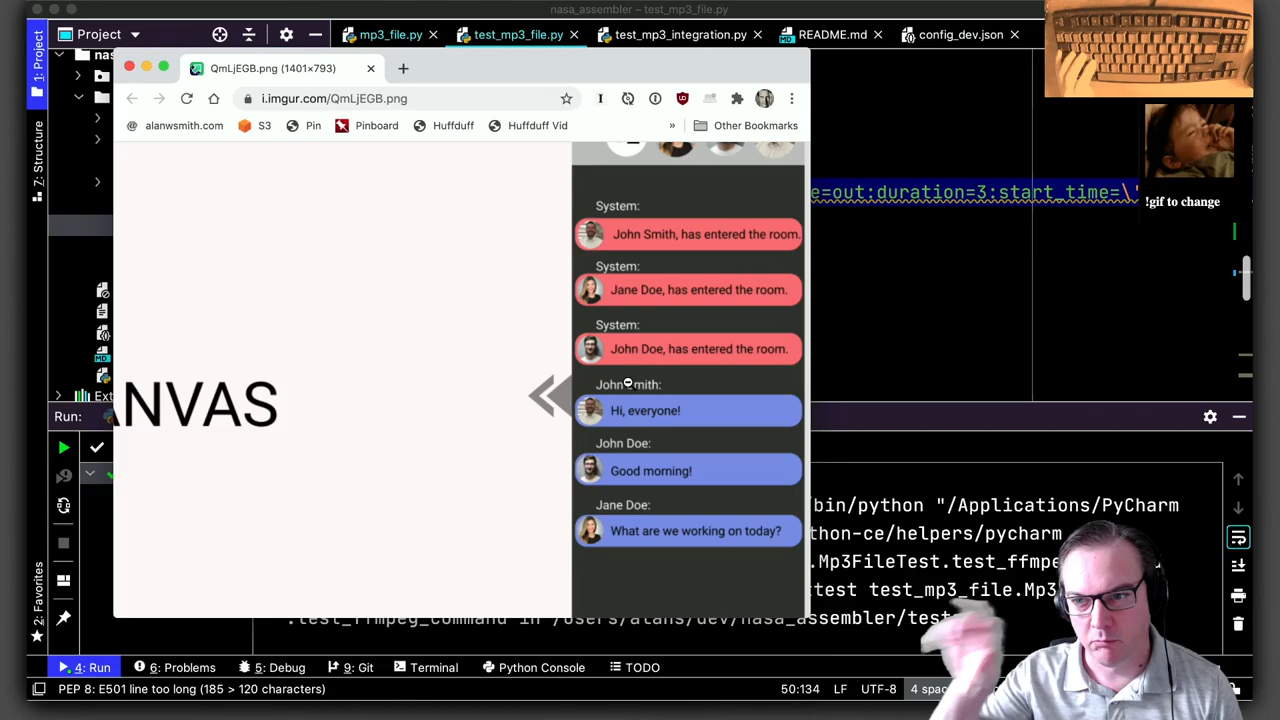 nasa_assembler – test_mp3_file.py
Project
mp3_file.py
test_mp3_file.py
test_mp3_integration.py
README.md
config_dev.json
1: Project
7: Structure
2: Favorites
nas
QmLjEGB.png (1401×793)
i.imgur.com/QmLjEGB.png
alanwsmith.com
S3
Pin
Pinboard
Huffduff
Huffduff Vid
»
Other Bookmarks
e=out:duration=3:start_time=\'
!gif to change
System:
John Smith, has entered the room.
System:
Jane Doe, has entered the room.
System:
John Doe, has entered the room.
John Smith:
Hi, everyone!
John Doe:
Good morning!
Jane Doe:
What are we working on today?
ANVAS
Ext
Run:
/bin/python "/Applications/PyCharm
thon-ce/helpers/pycharm
.Mp3FileTest.test_ffmpe
ttest test_mp3_file.Mp3
.test_ffmpeg_command in /Users/alans/dev/nasa_assembler/test
4: Run
6: Problems
5: Debug
9: Git
Terminal
Python Console
TODO
PEP 8: E501 line too long (185 > 120 characters)
50:134
LF
UTF-8
4 spac